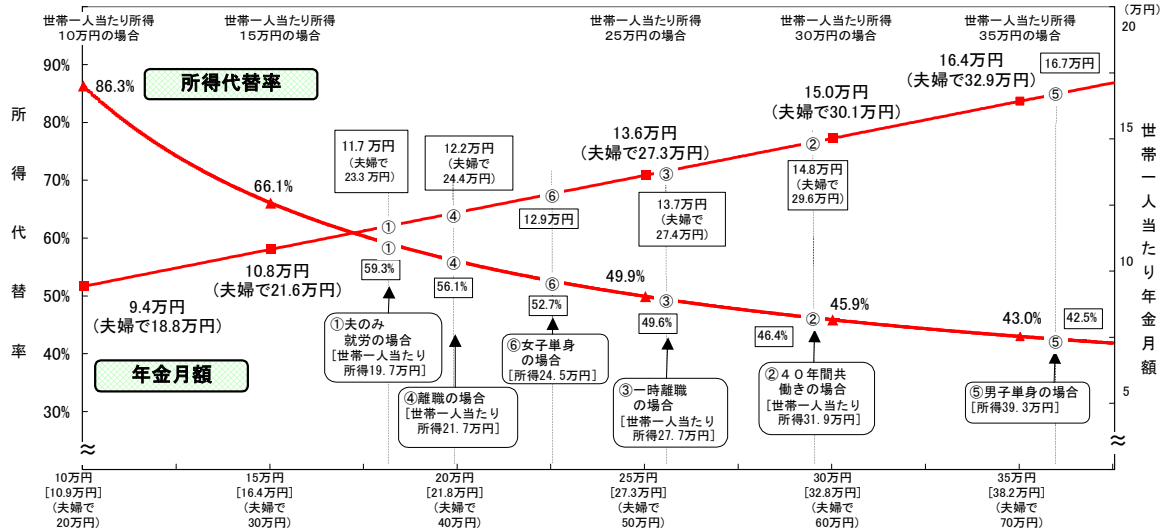 世帯一人当たり所得
10万円の場合
世帯一人当たり所得
15万円の場合
世帯一人当たり所得
25万円の場合
世帯一人当たり所得
30万円の場合
世帯一人当たり所得
35万円の場合
(万円)
20
15
10
5
世帯一人当たり年金月額
所得代替率
90%
80%
70%
60%
50%
40%
30%
≈
≈
所得代替率
年金月額
86.3%
66.1%
59.3%
56.1%
52.7%
49.9%
49.6%
46.4%
45.9%
43.0%
42.5%
9.4万円
(夫婦で18.8万円)
10.8万円
(夫婦で21.6万円)
11.7万円
(夫婦で
23.3万円)
12.2万円
(夫婦で
24.4万円)
12.9万円
13.6万円
(夫婦で27.3万円)
13.7万円
(夫婦で
27.4万円)
14.8万円
(夫婦で
29.6万円)
15.0万円
(夫婦で30.1万円)
16.4万円
(夫婦で32.9万円)
16.7万円
①
④
⑥
③
②
⑤
①
④
⑥
③
②
⑤
①夫のみ
就労の場合
[世帯一人当たり
所得19.7万円]
④離職の場合
[世帯一人当たり
所得21.7万円]
⑥女子単身
の場合
[所得24.5万円]
③一時離職
の場合
[世帯一人当たり
所得27.7万円]
②４０年間共
働きの場合
[世帯一人当たり
所得31.9万円]
⑤男子単身の場合
[所得39.3万円]
10万円
[10.9万円]
(夫婦で
20万円)
15万円
[16.4万円]
(夫婦で
30万円)
20万円
[21.8万円]
(夫婦で
40万円)
25万円
[27.3万円]
(夫婦で
50万円)
30万円
[32.8万円]
(夫婦で
60万円)
35万円
[38.2万円]
(夫婦で
70万円)